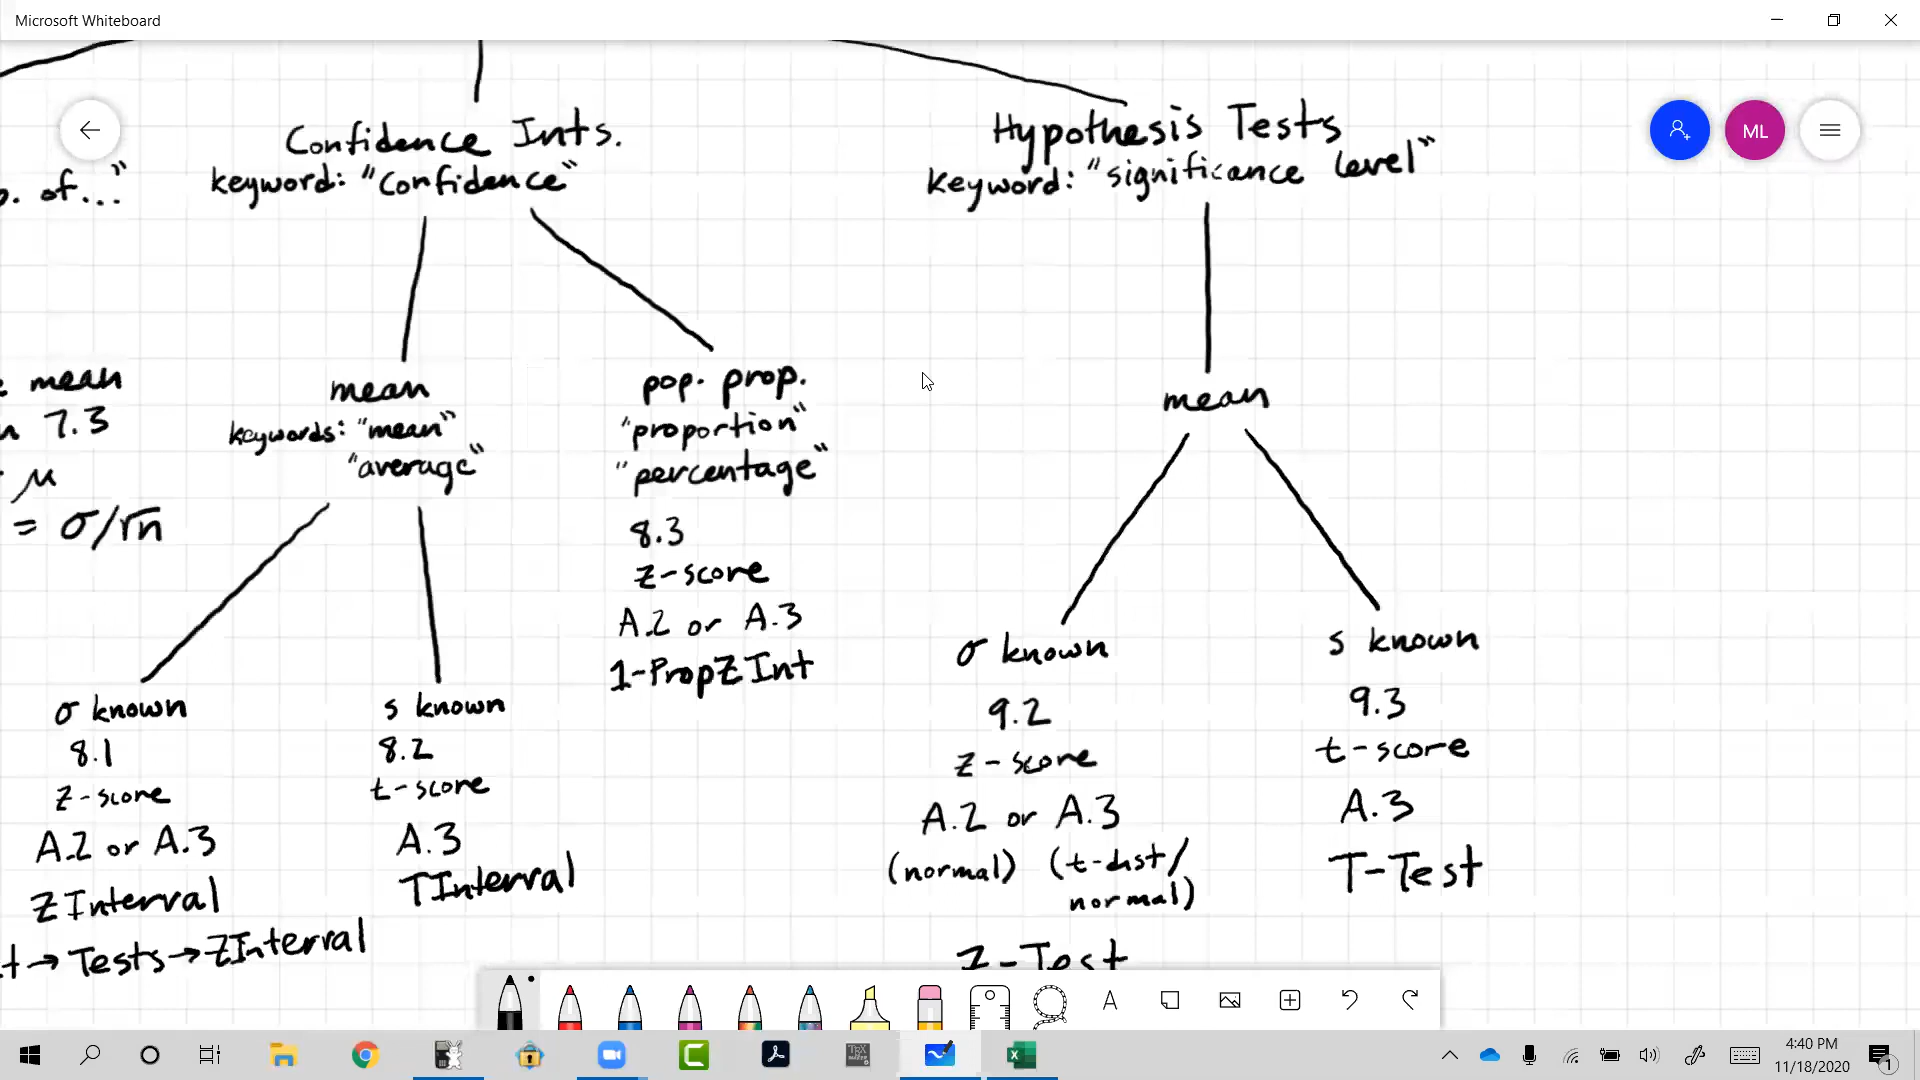 Microsoft Whiteboard
Confidence Ints.
keyword: "confidence"
Hypothesis Tests
keyword: "significance level"
ML
of..."
mean
7.3
μ
= σ/√n
mean
keywords: "mean"
"average"
pop. prop.
"proportion"
"percentage"
8.3
z-score
A.2 or A.3
1-PropZInt
σ known
8.1
z-score
A.2 or A.3
ZInterval
→ Tests → ZInterval
s known
8.2
t-score
A.3
TInterval
mean
σ known
9.2
z-score
A.2 or A.3
(normal) (t-dist/
normal)
Z-Test
s known
9.3
t-score
A.3
T-Test
A
4:40 PM
11/18/2020
1